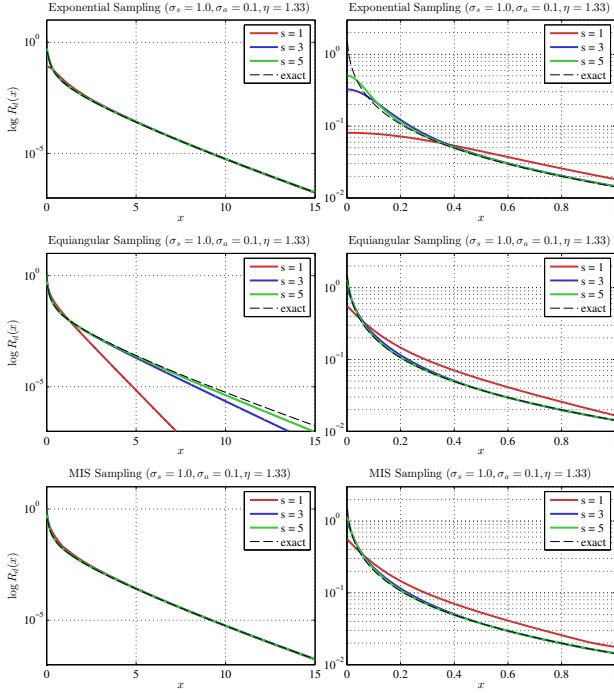 Exponential Sampling (σs = 1.0, σa = 0.1, η = 1.33)
10^0
10^-5
log Rd(x)
s = 1
s = 3
s = 5
exact
0
5
10
15
x
Exponential Sampling (σs = 1.0, σa = 0.1, η = 1.33)
10^0
10^-1
10^-2
s = 1
s = 3
s = 5
exact
0
0.2
0.4
0.6
0.8
x
Equiangular Sampling (σs = 1.0, σa = 0.1, η = 1.33)
10^0
10^-5
log Rd(x)
s = 1
s = 3
s = 5
exact
0
5
10
15
x
Equiangular Sampling (σs = 1.0, σa = 0.1, η = 1.33)
10^0
10^-1
10^-2
s = 1
s = 3
s = 5
exact
0
0.2
0.4
0.6
0.8
x
MIS Sampling (σs = 1.0, σa = 0.1, η = 1.33)
10^0
10^-5
log Rd(x)
s = 1
s = 3
s = 5
exact
0
5
10
15
x
MIS Sampling (σs = 1.0, σa = 0.1, η = 1.33)
10^0
10^-1
10^-2
s = 1
s = 3
s = 5
exact
0
0.2
0.4
0.6
0.8
x